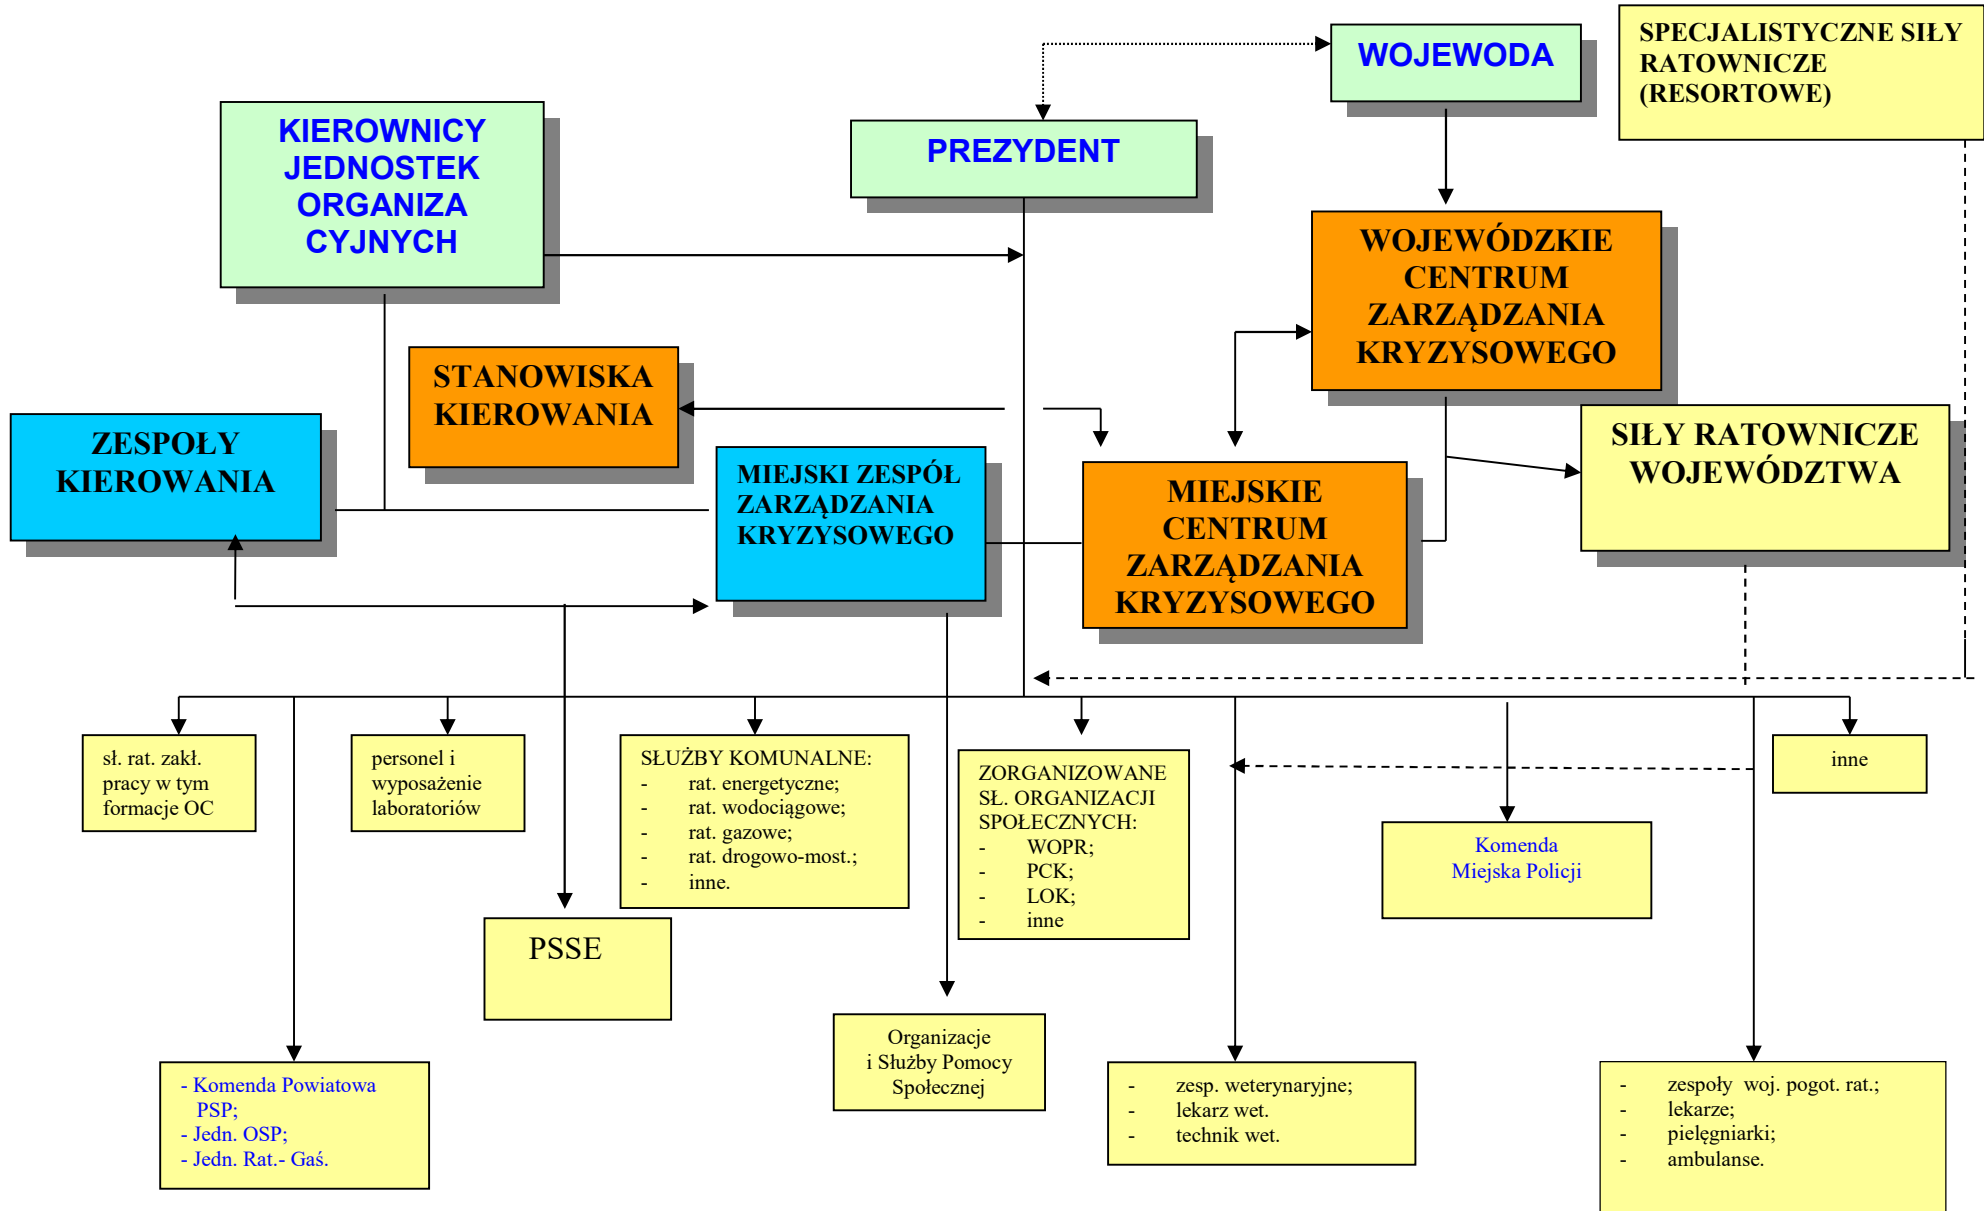 SPECJALISTYCZNE SIŁY
RATOWNICZE
(RESORTOWE)
WOJEWODA
KIEROWNICY
JEDNOSTEK
ORGANIZA
CYJNYCH
PREZYDENT
WOJEWÓDZKIE
CENTRUM
ZARZĄDZANIA
KRYZYSOWEGO
STANOWISKA
KIEROWANIA
ZESPOŁY
KIEROWANIA
MIEJSKI ZESPÓŁ
ZARZĄDZANIA
KRYZYSOWEGO
MIEJSKIE
CENTRUM
ZARZĄDZANIA
KRYZYSOWEGO
SIŁY RATOWNICZE
WOJEWÓDZTWA
sł. rat. zakł.
pracy w tym
formacje OC
personel i
wyposażenie
laboratoriów
SŁUŻBY KOMUNALNE:
- rat. energetyczne;
- rat. wodociągowe;
- rat. gazowe;
- rat. drogowo-most.;
- inne.
ZORGANIZOWANE
SŁ. ORGANIZACJI
SPOŁECZNYCH:
- WOPR;
- PCK;
- LOK;
- inne
inne
Komenda
Miejska Policji
PSSE
Organizacje
i Służby Pomocy
Społecznej
- Komenda Powiatowa
PSP;
- Jedn. OSP;
- Jedn. Rat.- Gaś.
- zesp. weterynaryjne;
- lekarz wet.
- technik wet.
- zespoły woj. pogot. rat.;
- lekarze;
- pielęgniarki;
- ambulanse.